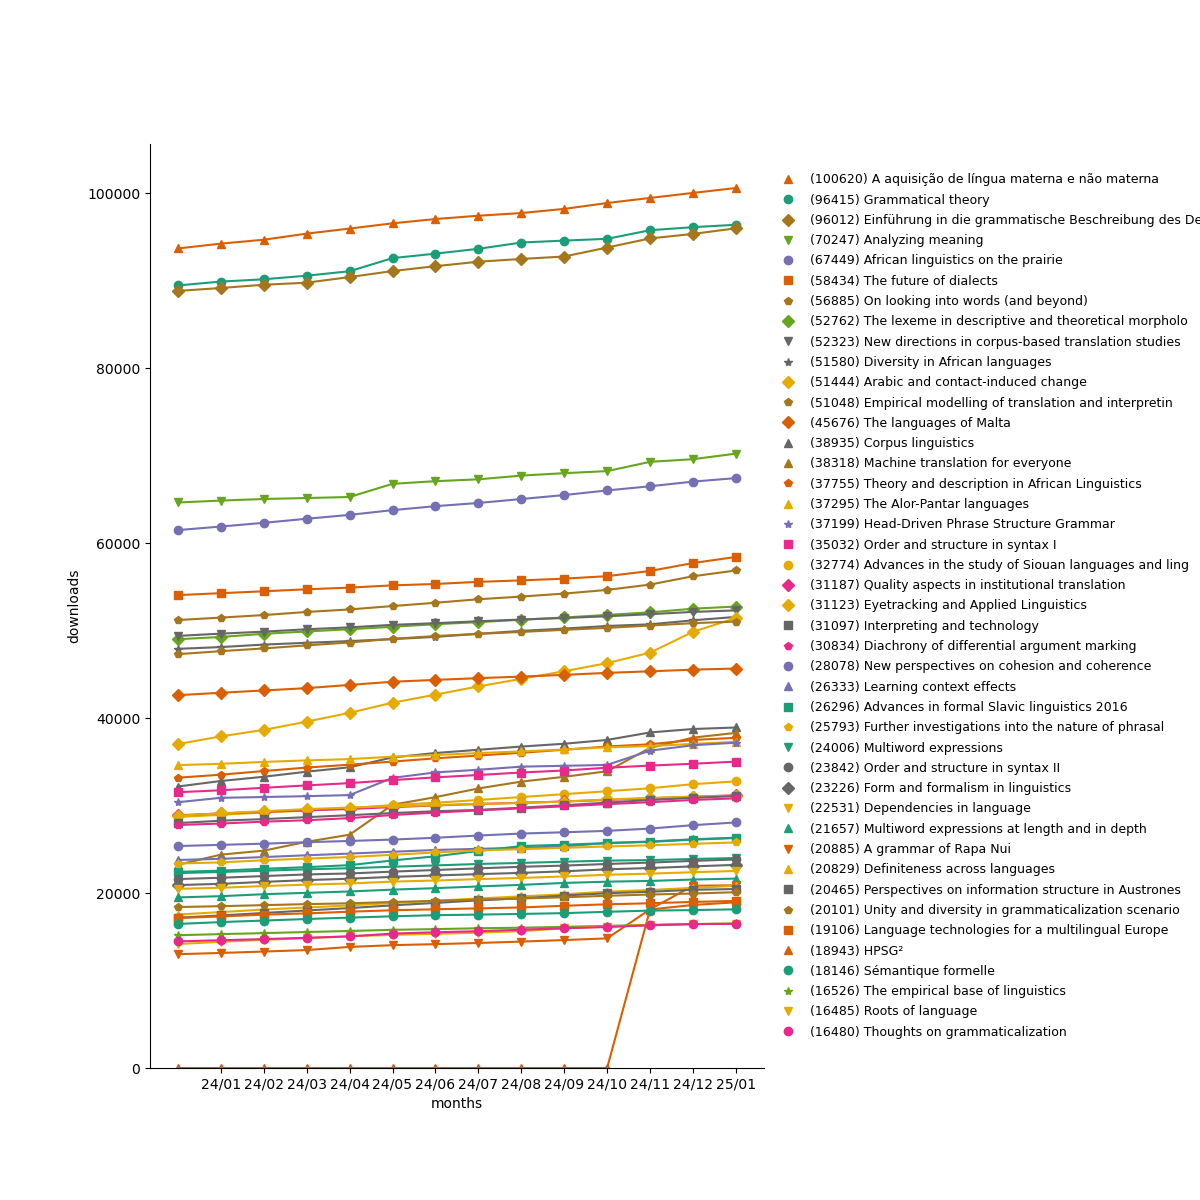 100000
80000
60000
40000
20000
0
downloads
24/01 24/02 24/03 24/04 24/05 24/06 24/07 24/08 24/09 24/10 24/11 24/12 25/01
months
(100620) A aquisição de língua materna e não materna
(96415) Grammatical theory
(96012) Einführung in die grammatische Beschreibung des De
(70247) Analyzing meaning
(67449) African linguistics on the prairie
(58434) The future of dialects
(56885) On looking into words (and beyond)
(52762) The lexeme in descriptive and theoretical morpholo
(52323) New directions in corpus-based translation studies
(51580) Diversity in African languages
(51444) Arabic and contact-induced change
(51048) Empirical modelling of translation and interpretin
(45676) The languages of Malta
(38935) Corpus linguistics
(38318) Machine translation for everyone
(37755) Theory and description in African Linguistics
(37295) The Alor-Pantar languages
(37199) Head-Driven Phrase Structure Grammar
(35032) Order and structure in syntax I
(32774) Advances in the study of Siouan languages and ling
(31187) Quality aspects in institutional translation
(31123) Eyetracking and Applied Linguistics
(31097) Interpreting and technology
(30834) Diachrony of differential argument marking
(28078) New perspectives on cohesion and coherence
(26333) Learning context effects
(26296) Advances in formal Slavic linguistics 2016
(25793) Further investigations into the nature of phrasal
(24006) Multiword expressions
(23842) Order and structure in syntax II
(23226) Form and formalism in linguistics
(22531) Dependencies in language
(21657) Multiword expressions at length and in depth
(20885) A grammar of Rapa Nui
(20829) Definiteness across languages
(20465) Perspectives on information structure in Austrones
(20101) Unity and diversity in grammaticalization scenario
(19106) Language technologies for a multilingual Europe
(18943) HPSG²
(18146) Sémantique formelle
(16526) The empirical base of linguistics
(16485) Roots of language
(16480) Thoughts on grammaticalization